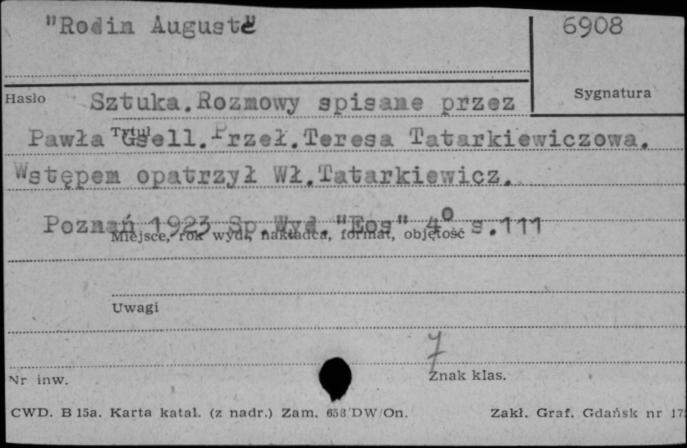 "Rodin Auguste"
6908
Hasło
Sygnatura
Sztuka.Rozmowy spisane przez
Tytuł
Pawła Gsell.Przeł.Teresa Tatarkiewiczowa.
Wstępem opatrzył Wł.Tatarkiewicz.
Poznań 1923 Sp.Wyd."Eos" 4⁰ s.111
Miejsce, rok wyd., nakładca, format, objętość
Uwagi
7
Nr inw.
Znak klas.
CWD. B 15a. Karta katal. (z nadr.) Zam. 653/DW/On.
Zakł. Graf. Gdańsk nr